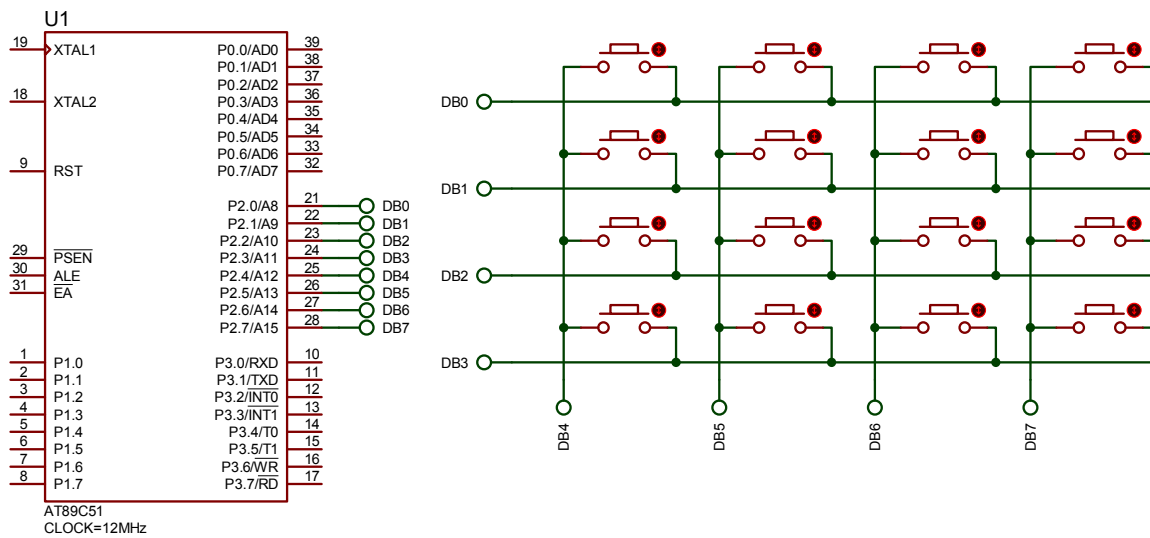 U1
19 XTAL1 P0.0/AD0 39
P0.1/AD1 38
P0.2/AD2 37
18 XTAL2 P0.3/AD3 36
P0.4/AD4 35
P0.5/AD5 34
P0.6/AD6 33
9 RST P0.7/AD7 32
P2.0/A8 21 DB0
P2.1/A9 22 DB1
P2.2/A10 23 DB2
29 PSEN P2.3/A11 24 DB3
30 ALE P2.4/A12 25 DB4
31 EA P2.5/A13 26 DB5
P2.6/A14 27 DB6
P2.7/A15 28 DB7
1 P1.0 P3.0/RXD 10
2 P1.1 P3.1/TXD 11
3 P1.2 P3.2/INT0 12
4 P1.3 P3.3/INT1 13
5 P1.4 P3.4/T0 14
6 P1.5 P3.5/T1 15
7 P1.6 P3.6/WR 16
8 P1.7 P3.7/RD 17
AT89C51
CLOCK=12MHz
DB0
DB1
DB2
DB3
DB4
DB5
DB6
DB7